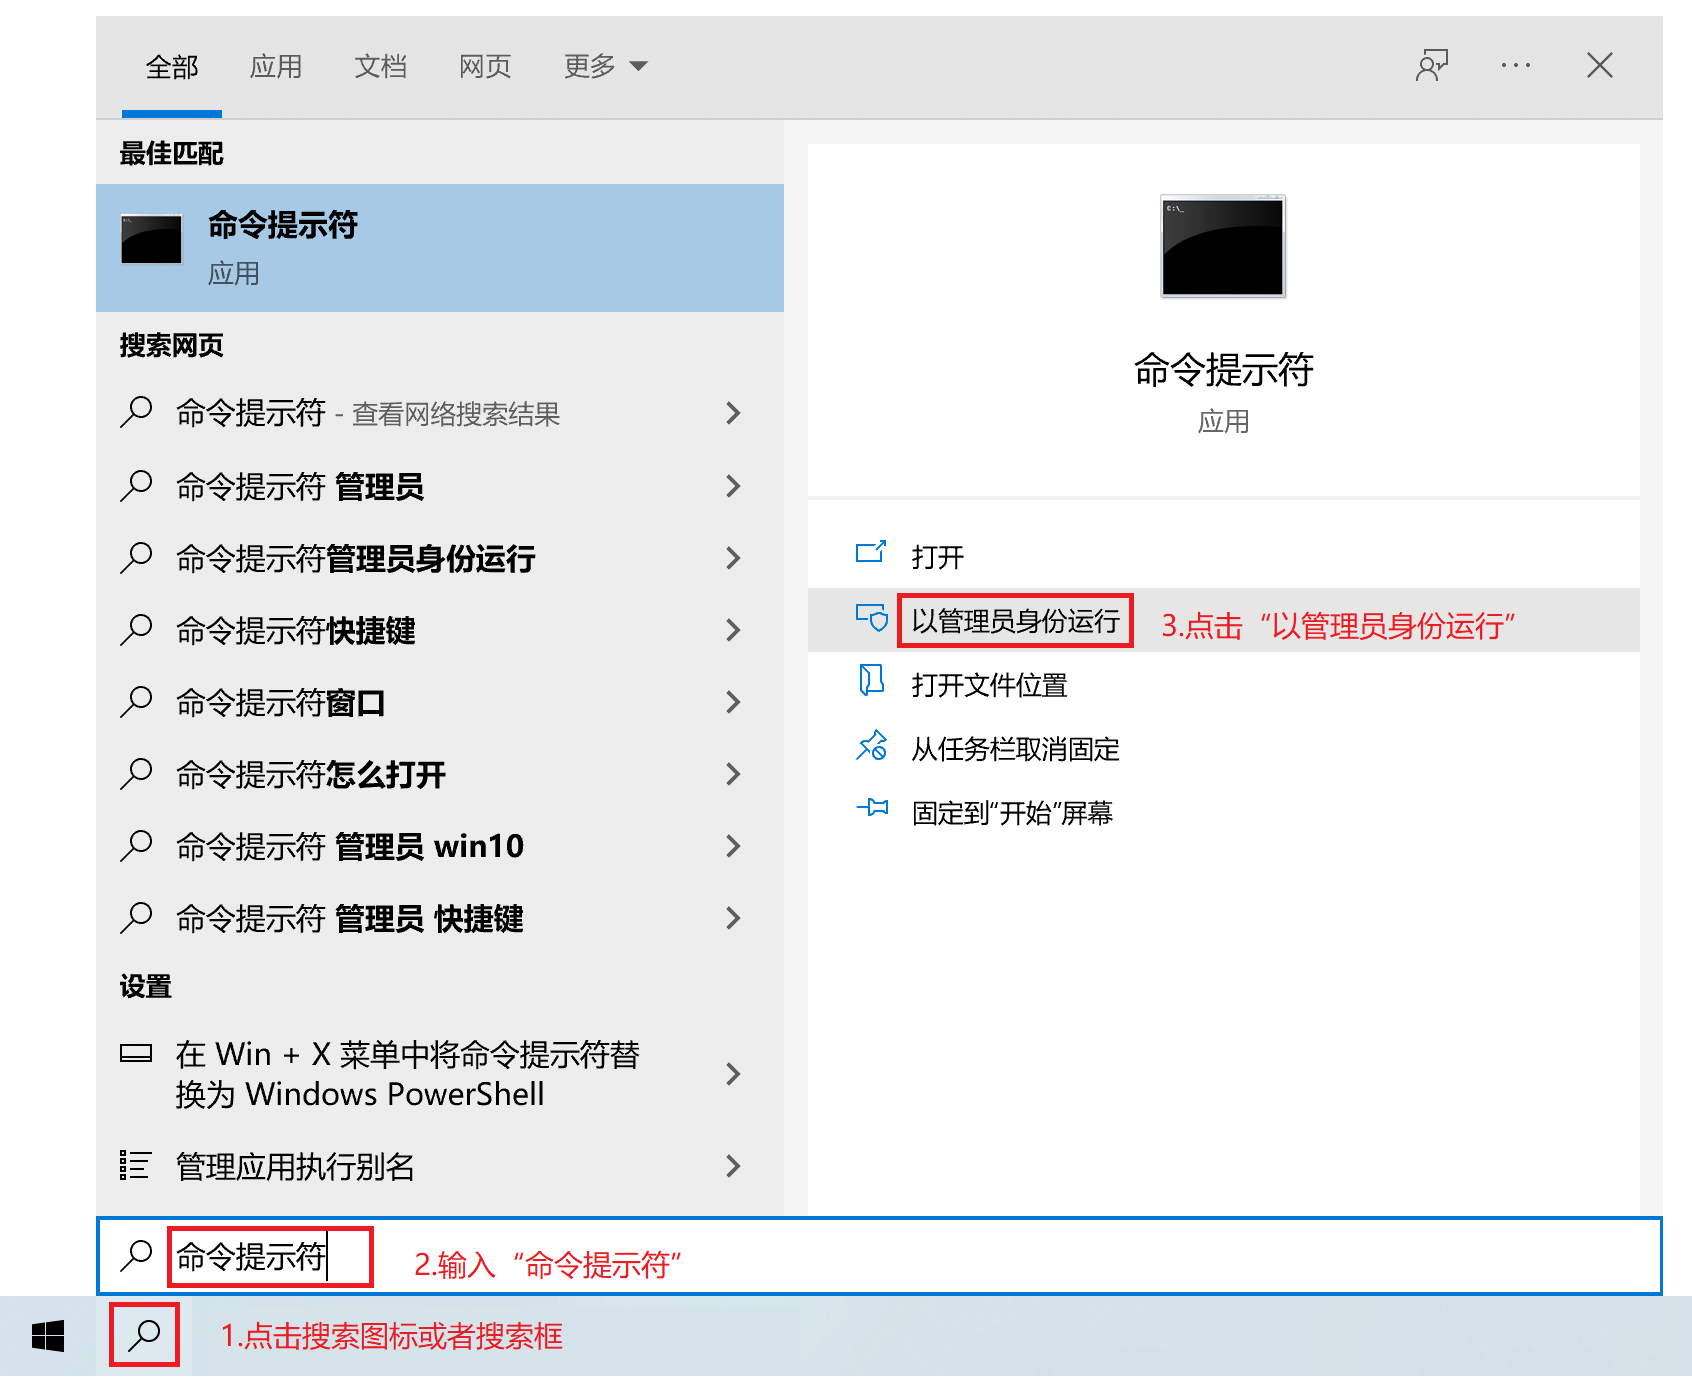 全部 应用 文档 网页 更多
最佳匹配
命令提示符
应用
搜索网页
命令提示符 - 查看网络搜索结果
命令提示符 管理员
命令提示符管理员身份运行
命令提示符快捷键
命令提示符窗口
命令提示符怎么打开
命令提示符 管理员 win10
命令提示符 管理员 快捷键
设置
在 Win + X 菜单中将命令提示符替
换为 Windows PowerShell
管理应用执行别名
C:\_
命令提示符
应用
打开
以管理员身份运行 3.点击“以管理员身份运行”
打开文件位置
从任务栏取消固定
固定到“开始”屏幕
命令提示符 2.输入“命令提示符”
1.点击搜索图标或者搜索框